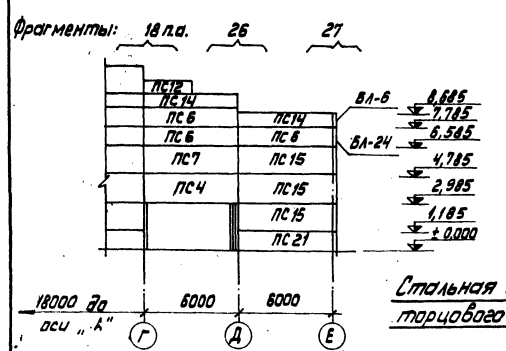 Фрагменты: 18 п.а. 26 27
ПС12
ПС14
ПС6 ПС14
ПС6 ПС6
ПС7 ПС15
ПС4 ПС15
ПС15
ПС21
БЛ-6
БЛ-24
8,685
7,785
6,585
4,785
2,985
1,185
± 0.000
Стальная
торцового
18000 до 6000 6000
оси „А"
Г Д Е